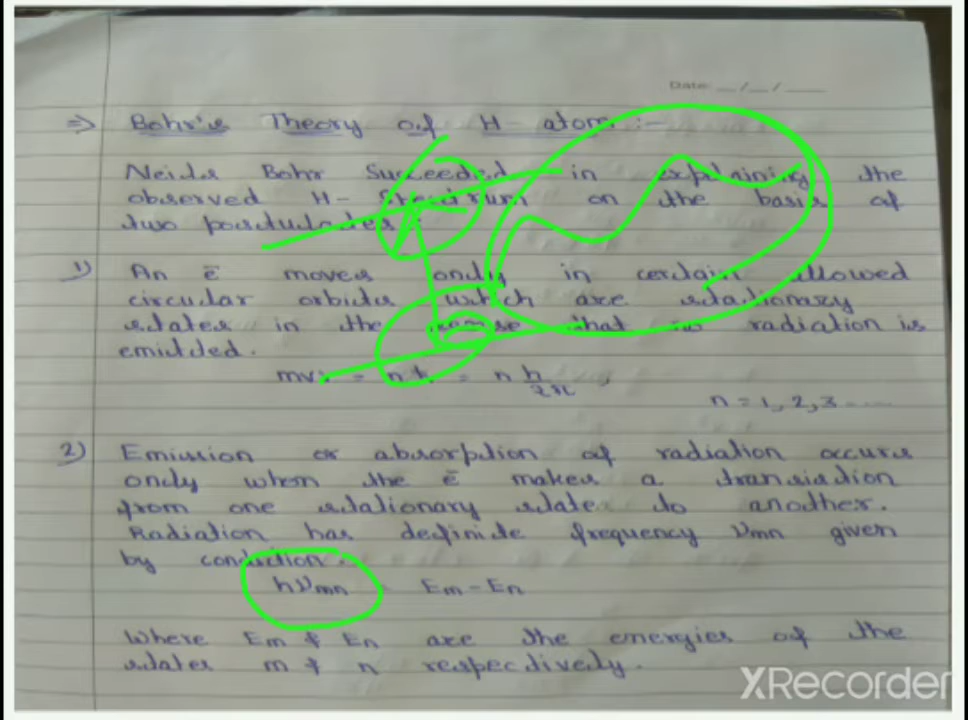 Date __/__/__
⇒ Bohr's Theory of H-atom :-
Neils Bohr Succeeded in explaining the
observed H- Spectrum on the basis of
two postulates :
1) An ē moves only in certain allowed
circular orbits which are stationary
states in the sense that no radiation is
emitted.
= nħ = n h/2π ,
n = 1, 2, 3 ....
2) Emission or absorption of radiation occurs
only when the ē makes a transistion
from one stationary state to another.
Radiation has definite frequency νmn given
by condition.
hνmn = Em - En
Where Em & En are the energies of the
states m & n respectively.
XRecorder